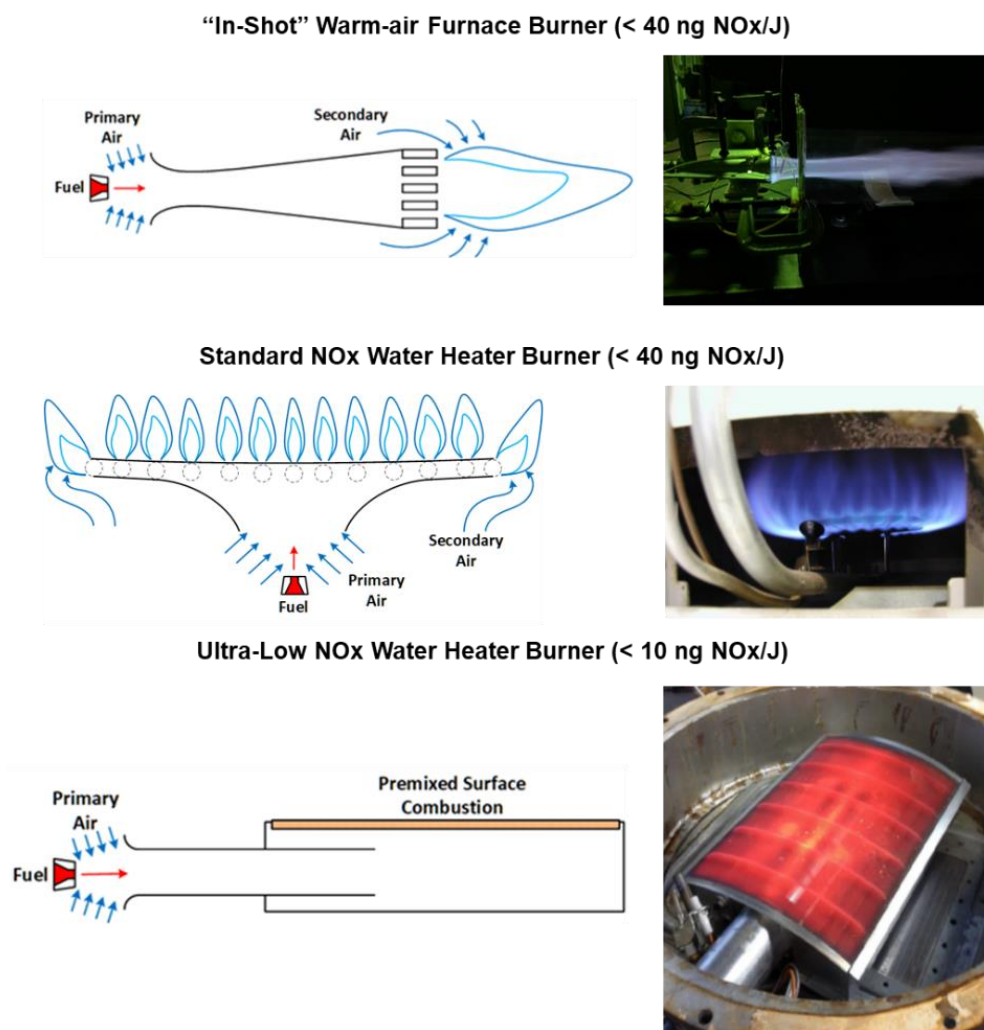 “In-Shot” Warm-air Furnace Burner (< 40 ng NOx/J)
Primary
Air
Secondary
Air
Fuel
Standard NOx Water Heater Burner (< 40 ng NOx/J)
Secondary
Air
Primary
Air
Fuel
Ultra-Low NOx Water Heater Burner (< 10 ng NOx/J)
Premixed Surface
Combustion
Primary
Air
Fuel